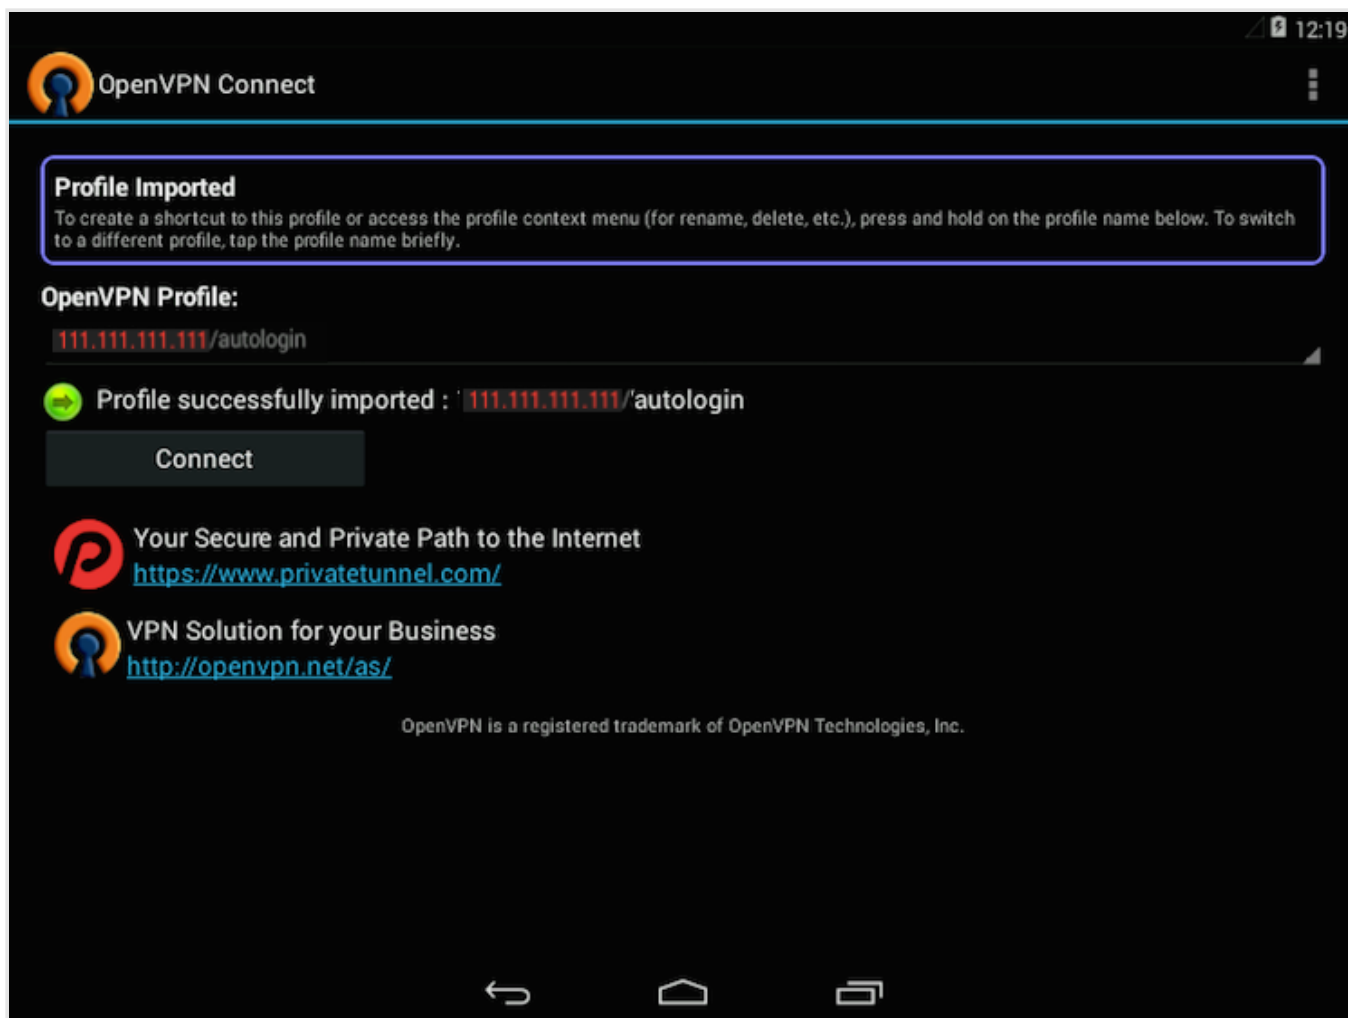 12:19
OpenVPN Connect
Profile Imported
To create a shortcut to this profile or access the profile context menu (for rename, delete, etc.), press and hold on the profile name below. To switch
to a different profile, tap the profile name briefly.
OpenVPN Profile:
111.111.111.111/autologin
Profile successfully imported : '111.111.111.111/'autologin
Connect
Your Secure and Private Path to the Internet
https://www.privatetunnel.com/
VPN Solution for your Business
http://openvpn.net/as/
OpenVPN is a registered trademark of OpenVPN Technologies, Inc.